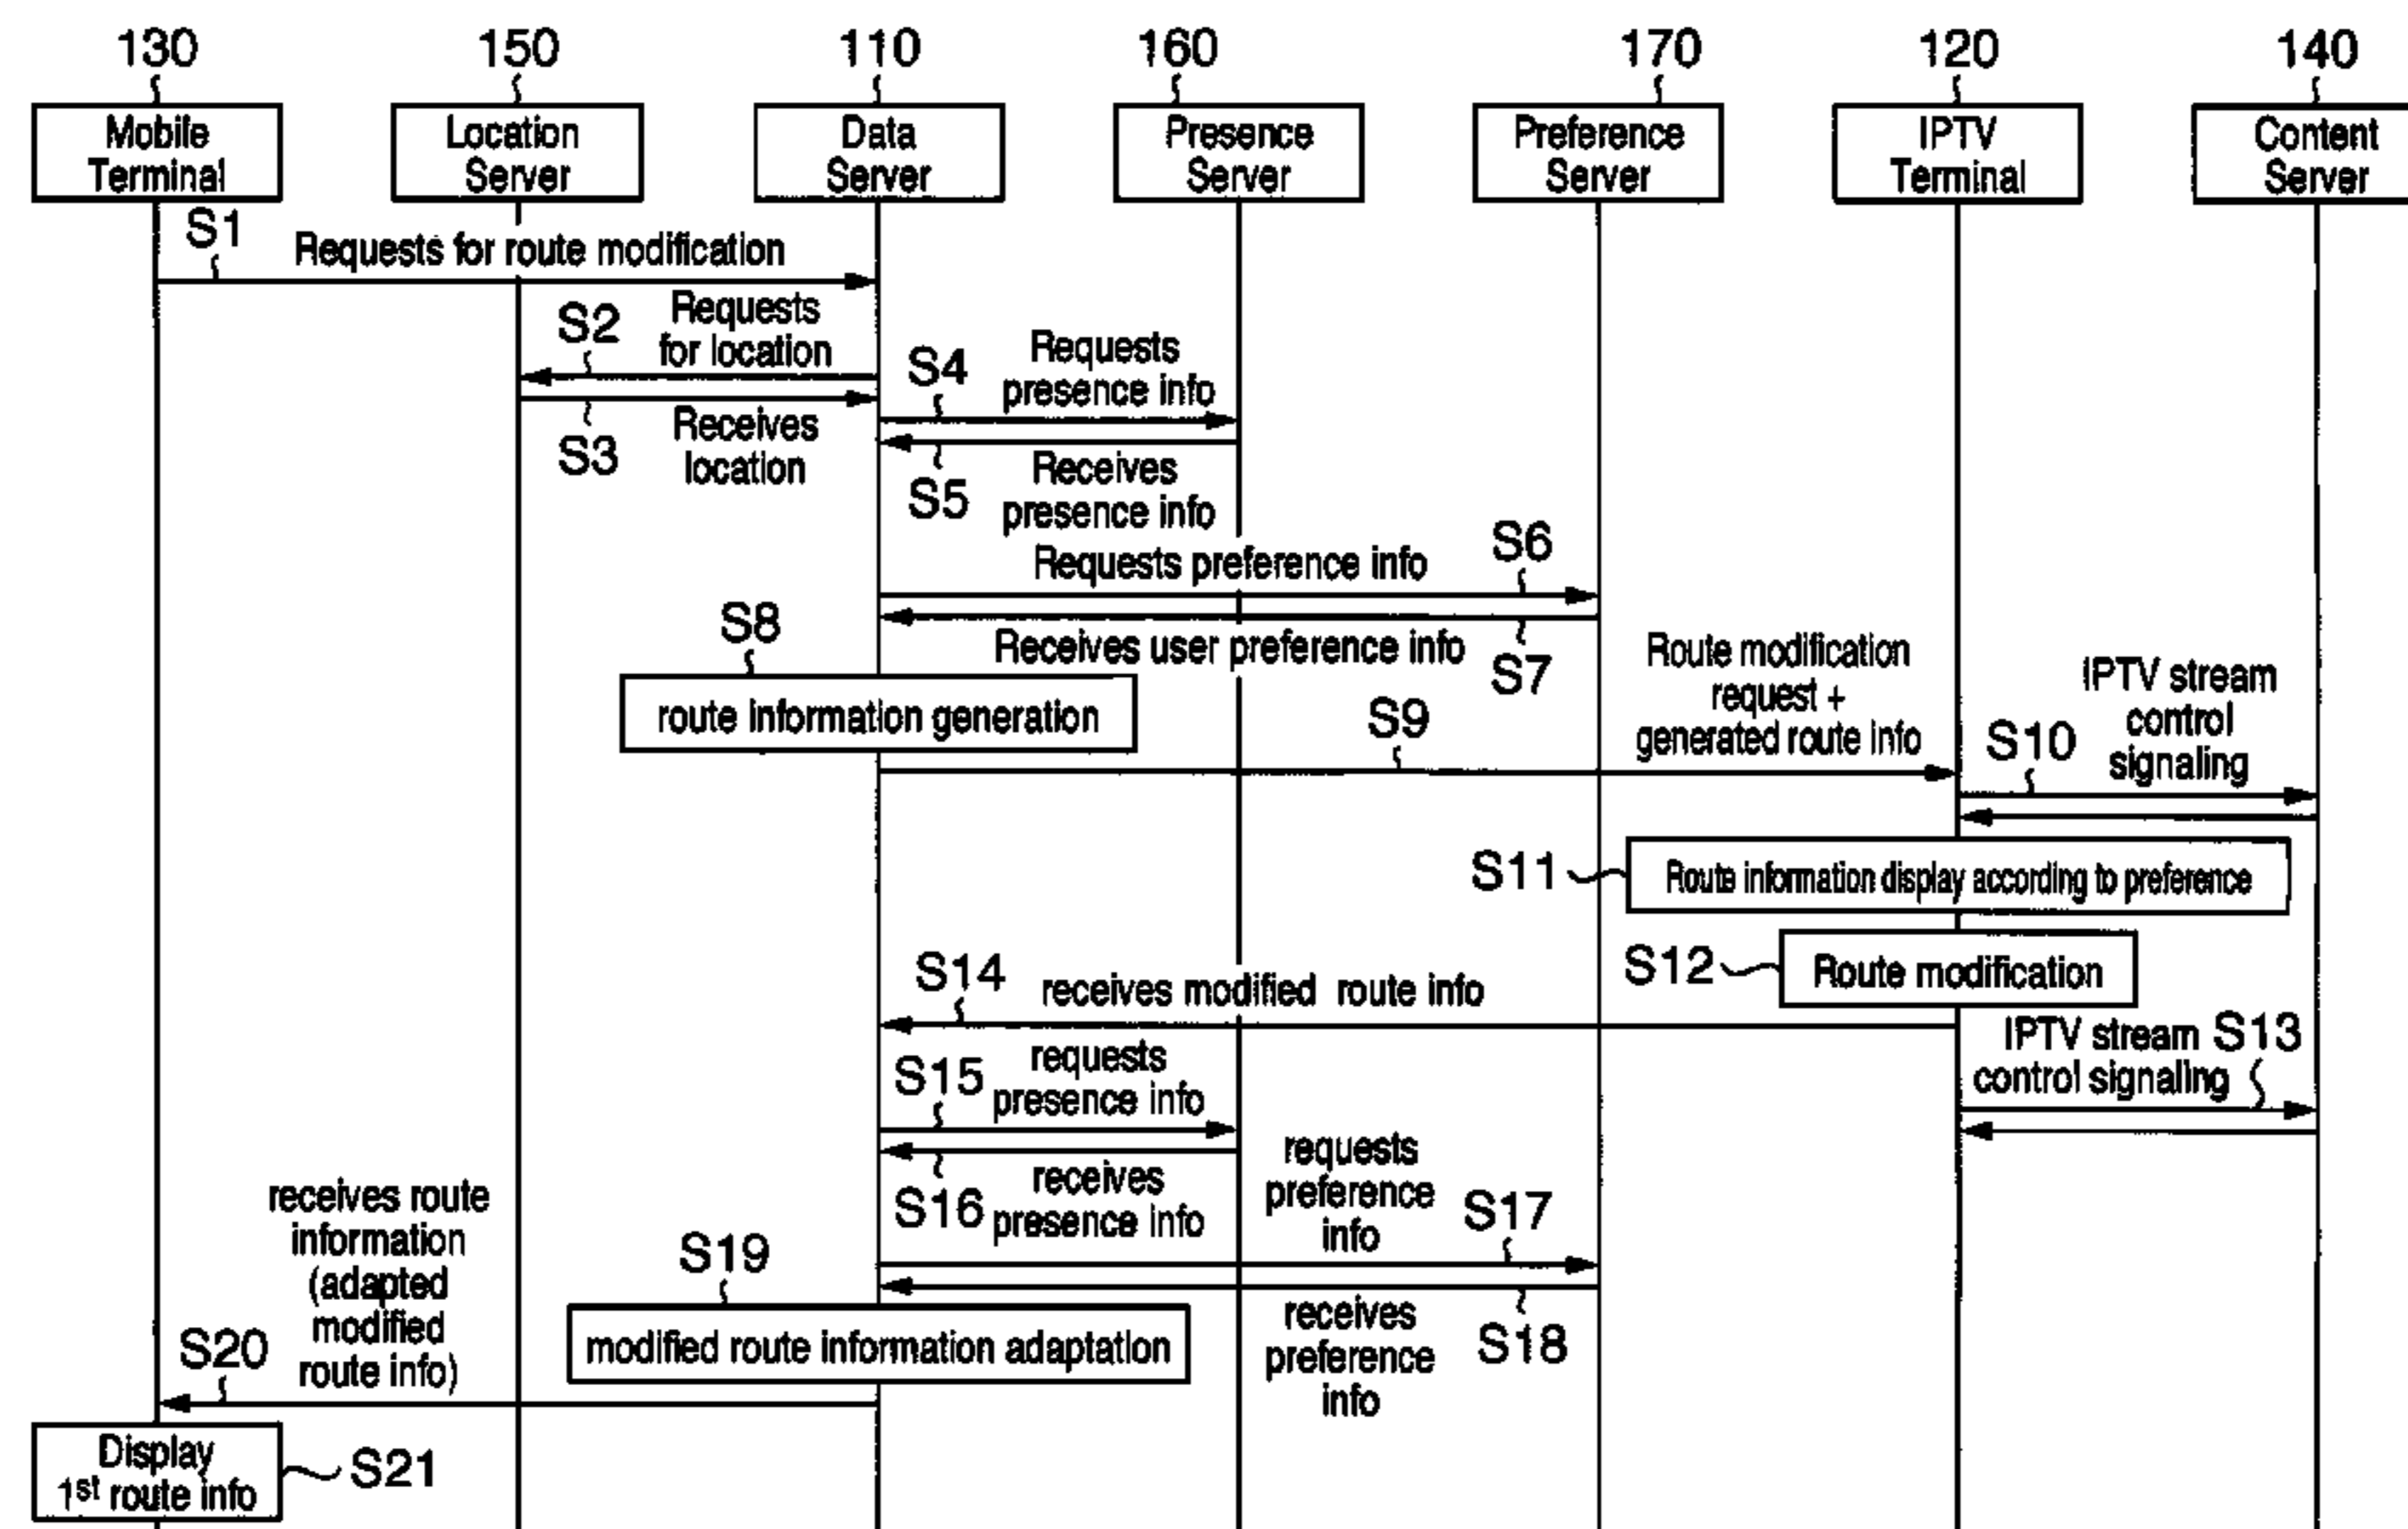 130
150
110
160
170
120
140
Mobile
Terminal
Location
Server
Data
Server
Presence
Server
Preference
Server
IPTV
Terminal
Content
Server
S1
Requests for route modification
S2
Requests
for location
S3
Receives
location
S4
Requests
presence info
S5
Receives
presence info
S6
Requests preference info
S7
Receives user preference info
S8
route information generation
S9
Route modification
request +
generated route info
S10
IPTV stream
control
signaling
S11
Route information display according to preference
S12
Route modification
S14
receives modified route info
IPTV stream S13
control signaling
S15
requests
presence info
S16
receives
presence info
requests
preference
info
S17
receives
preference
info
S18
S19
modified route information adaptation
receives route
information
(adapted
modified
route info)
S20
Display
1st route info
S21